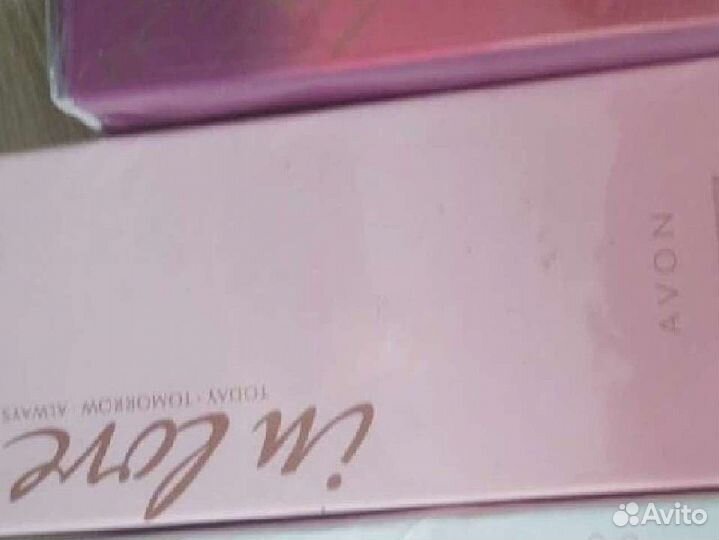 in love
TODAY · TOMORROW · ALWAYS
AVON
Avito